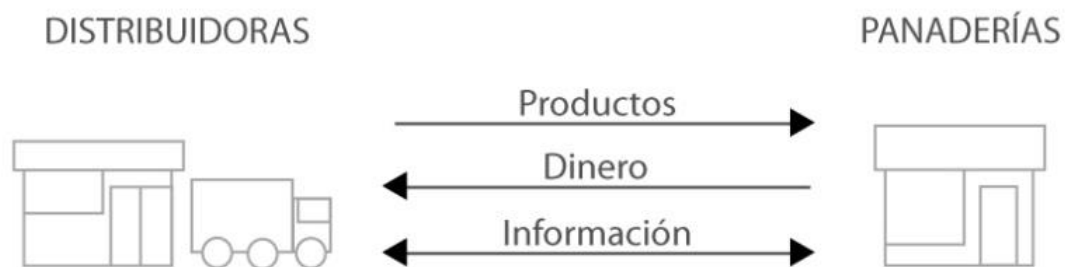 DISTRIBUIDORAS
PANADERÍAS
Productos
Dinero
Información